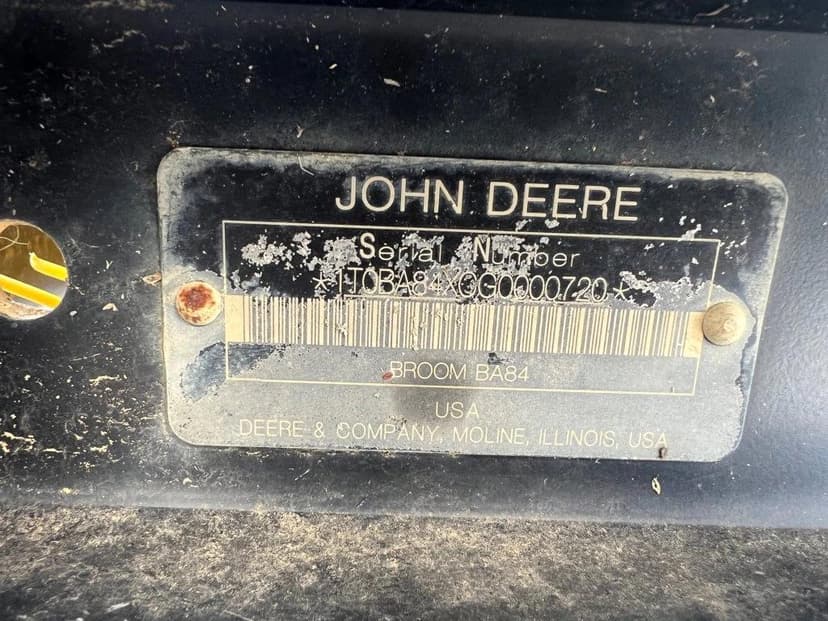 JOHN DEERE
Serial Number
*1T0BA84XCG0000720*
BROOM BA84
USA
DEERE & COMPANY, MOLINE, ILLINOIS, USA